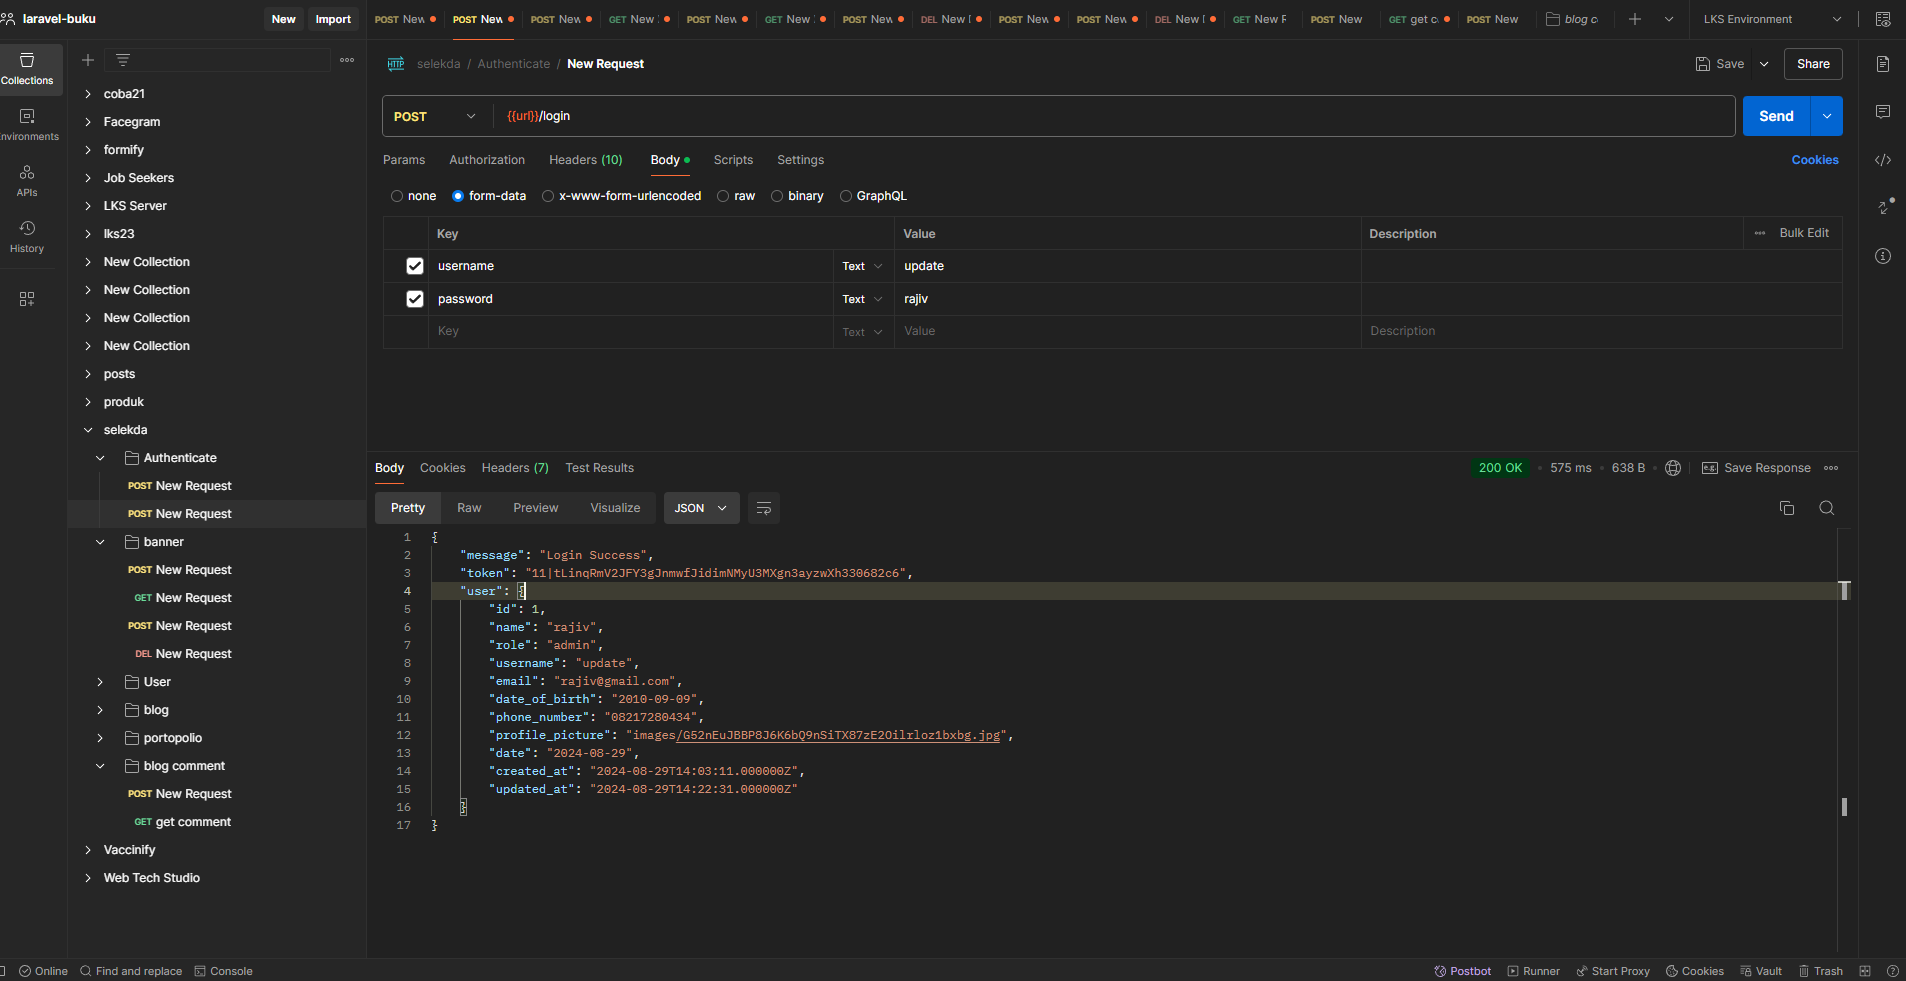 laravel-buku
New
Import
POST New
POST New
POST New
GET New
POST New
GET New
POST New
DEL New
POST New
POST New
DEL New
GET New R
POST New
GET get c
POST New
blog c
LKS Environment
Collections
Environments
APIs
History
coba21
Facegram
formify
Job Seekers
LKS Server
lks23
New Collection
New Collection
New Collection
New Collection
posts
produk
selekda
Authenticate
POST New Request
POST New Request
banner
POST New Request
GET New Request
POST New Request
DEL New Request
User
blog
portopolio
blog comment
POST New Request
GET get comment
Vaccinify
Web Tech Studio
HTTP selekda / Authenticate / New Request
Save
Share
POST {{url}}/login
Send
Params Authorization Headers (10) Body Scripts Settings
Cookies
none form-data x-www-form-urlencoded raw binary GraphQL
Key Value Description Bulk Edit
username Text update
password Text rajiv
Key Text Value Description
Body Cookies Headers (7) Test Results
200 OK 575 ms 638 B e.g. Save Response
Pretty Raw Preview Visualize JSON
1 {
2 "message": "Login Success",
3 "token": "11|tLinqRmV2JFY3gJnmwfJidimNMyU3MXgn3ayzwXh330682c6",
4 "user": {
5 "id": 1,
6 "name": "rajiv",
7 "role": "admin",
8 "username": "update",
9 "email": "rajiv@gmail.com",
10 "date_of_birth": "2010-09-09",
11 "phone_number": "08217280434",
12 "profile_picture": "images/G52nEuJBBP8J6K6bQ9nSiTX87zE2Oilrloz1bxbg.jpg",
13 "date": "2024-08-29",
14 "created_at": "2024-08-29T14:03:11.000000Z",
15 "updated_at": "2024-08-29T14:22:31.000000Z"
16 }
17 }
Online Find and replace Console
Postbot Runner Start Proxy Cookies Vault Trash